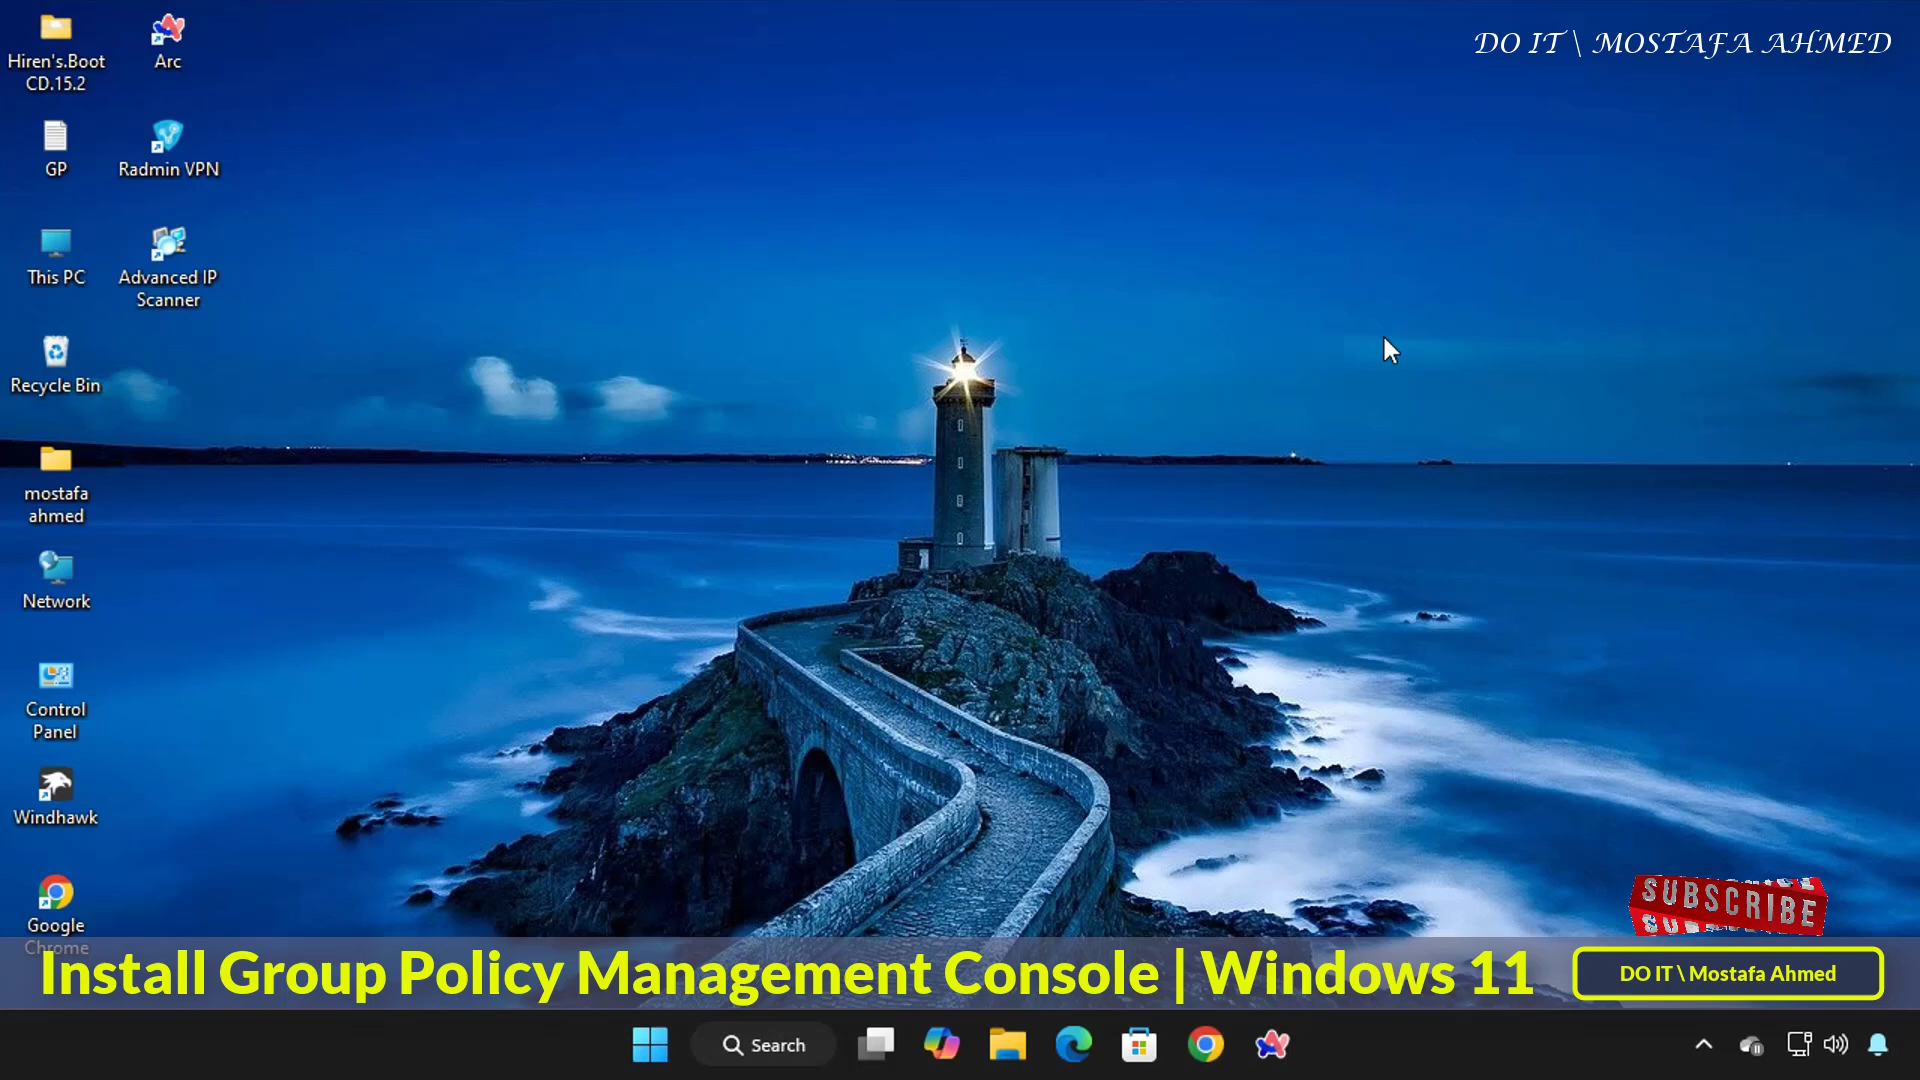 DO IT \ MOSTAFA AHMED
Hiren's.Boot
CD.15.2
Arc
GP
Radmin VPN
This PC
Advanced IP
Scanner
Recycle Bin
mostafa
ahmed
Network
Control
Panel
Windhawk
Google
Chrome
SUBSCRIBE
Install Group Policy Management Console | Windows 11
DO IT \ Mostafa Ahmed
Search